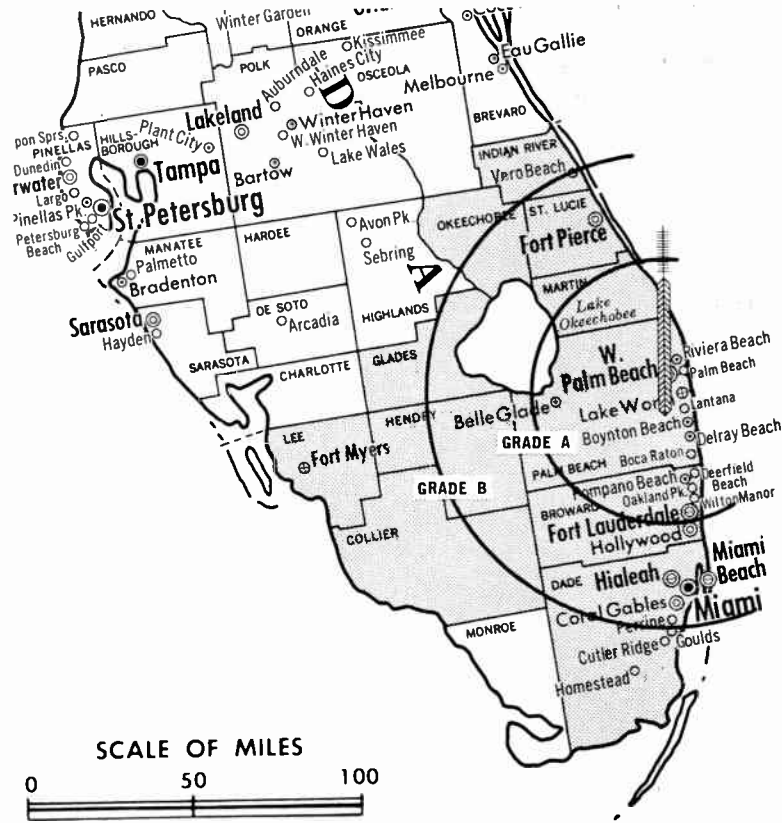 HERNANDO
Winter Garden
ORANGE
Kissimmee
PASCO
POLK
Auburndale
Haines City
OSCEOLA
Eau Gallie
Melbourne
BREVARD
D
Lakeland
Winter Haven
W. Winter Haven
Lake Wales
Bartow
pon Sprs.
PINELLAS
HILLS-
BOROUGH
Plant City
Dunedin
rwater
Tampa
Largo
Pinellas Pk.
St. Petersburg
Petersburg
Beach
Gulfport
INDIAN RIVER
Vero Beach
OKEECHOBEE
ST. LUCIE
Fort Pierce
MANATEE
HARDEE
Avon Pk.
Sebring
A
Palmetto
Bradenton
MARTIN
Lake
Okeechobee
DE SOTO
Arcadia
HIGHLANDS
Sarasota
Hayden
SARASOTA
CHARLOTTE
GLADES
W.
Palm Beach
Riviera Beach
Palm Beach
Lake Wor
Lantana
Belle Glade
Boynton Beach
HENDRY
GRADE A
Delray Beach
LEE
Fort Myers
Boca Raton
PALM BEACH
GRADE B
Pompano Beach
Deerfield
Beach
Oakland Pk.
Wilton Manor
BROWARD
Fort Lauderdale
Hollywood
COLLIER
DADE
Hialeah
Miami
Beach
Coral Gables
Miami
Perrine
MONROE
Cutler Ridge
Goulds
Homestead
SCALE OF MILES
0 50 100